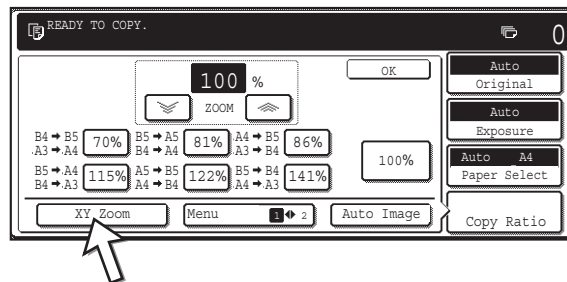 READY TO COPY.
0
100 %
OK
ZOOM
B4 → B5
A3 → A4
70%
B5 → A5
B4 → A4
81%
A4 → B5
A3 → B4
86%
100%
B5 → A4
B4 → A3
115%
A5 → B5
A4 → B4
122%
B5 → B4
A4 → A3
141%
XY Zoom
Menu 1 2
Auto Image
Auto
Original
Auto
Exposure
Auto A4
Paper Select
Copy Ratio